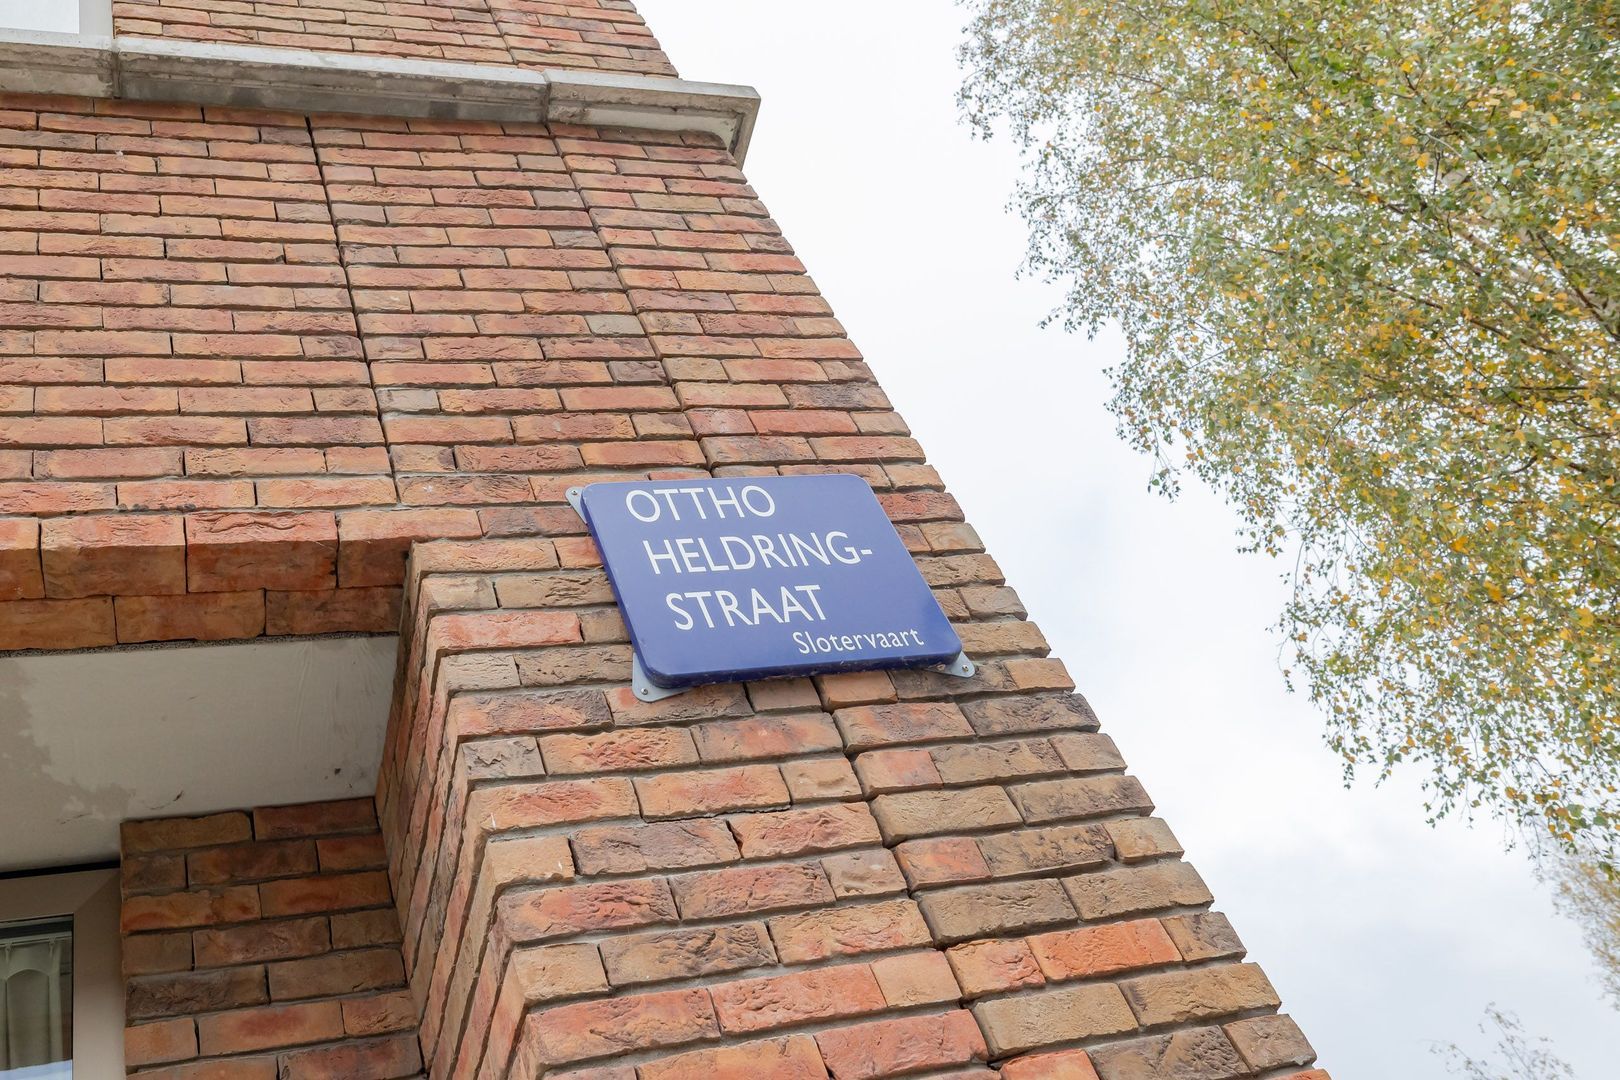 OTTHO
HELDRING-
STRAAT
Slotervaart